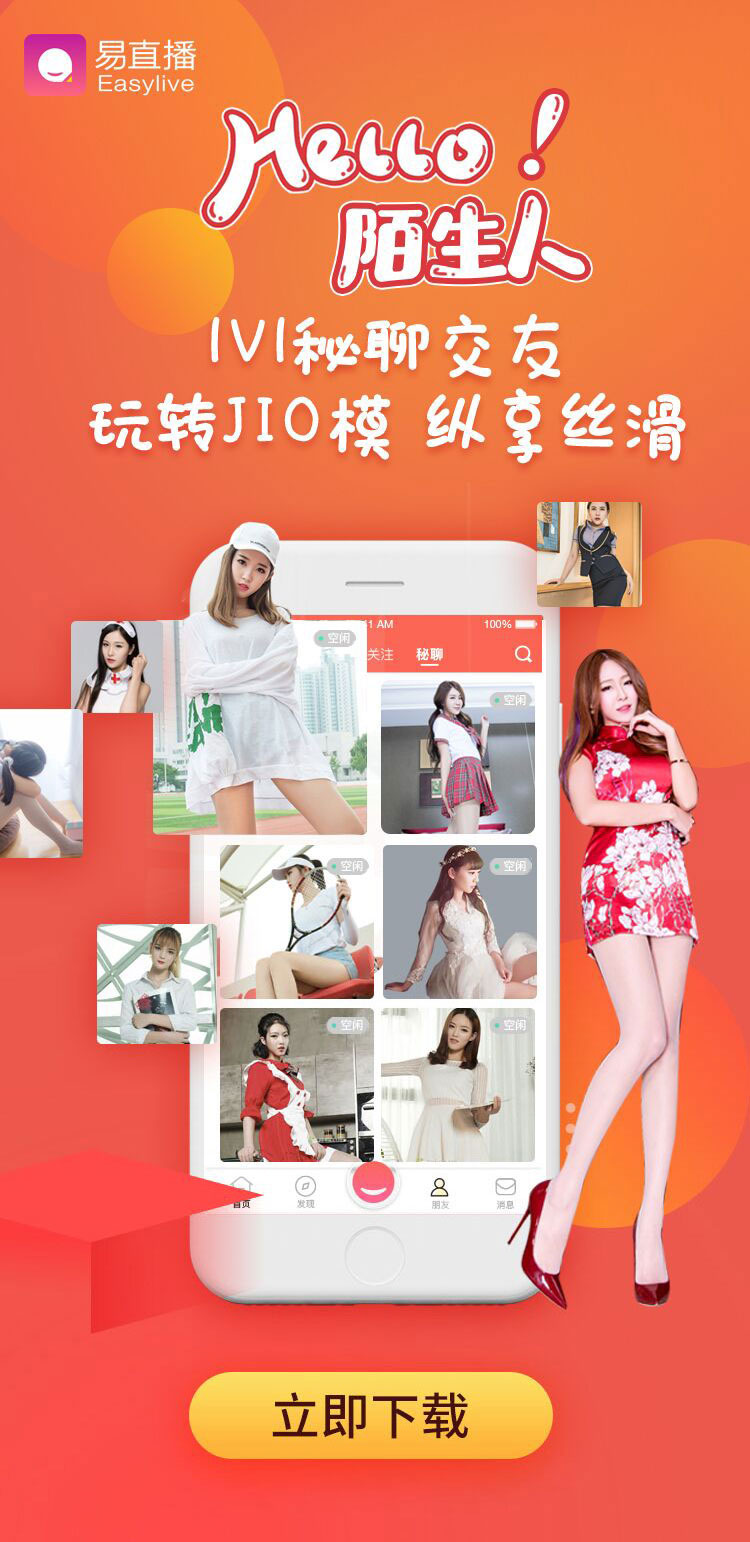 易直播
Easylive
Hello!
陌生人
1V1秘聊交友
玩转JIO模 纵享丝滑
41 AM
100%
关注 秘聊
空闲
空闲
空闲
空闲
空闲
空闲
首页 发现 朋友 消息
立即下载